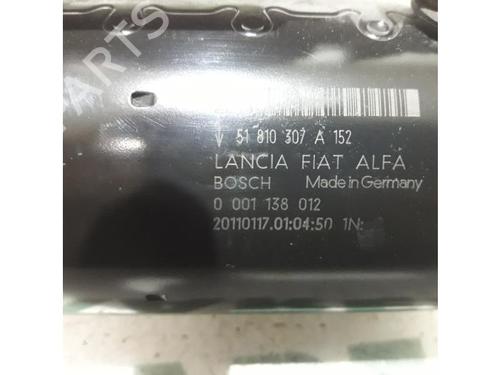 PARTS
V 51 810 307 A 152
LANCIA FIAT ALFA
BOSCH Made in Germany
0 001 138 012
20110117.01:04:50 1N: